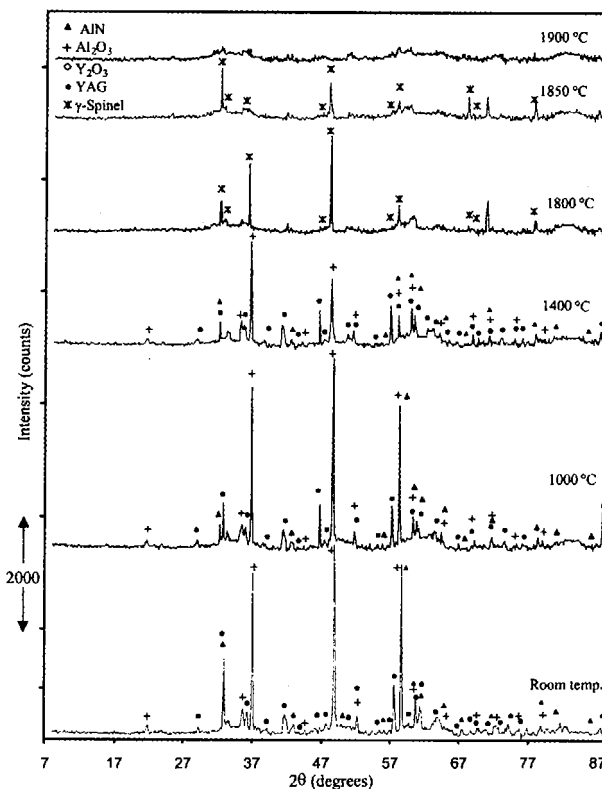 ▲ AlN
+ Al₂O₃
◇ Y₂O₃
● YAG
ӿ γ-Spinel
1900 °C
1850 °C
1800 °C
1400 °C
1000 °C
Room temp.
Intensity (counts)
2000
7 17 27 37 47 57 67 77 87
2θ (degrees)